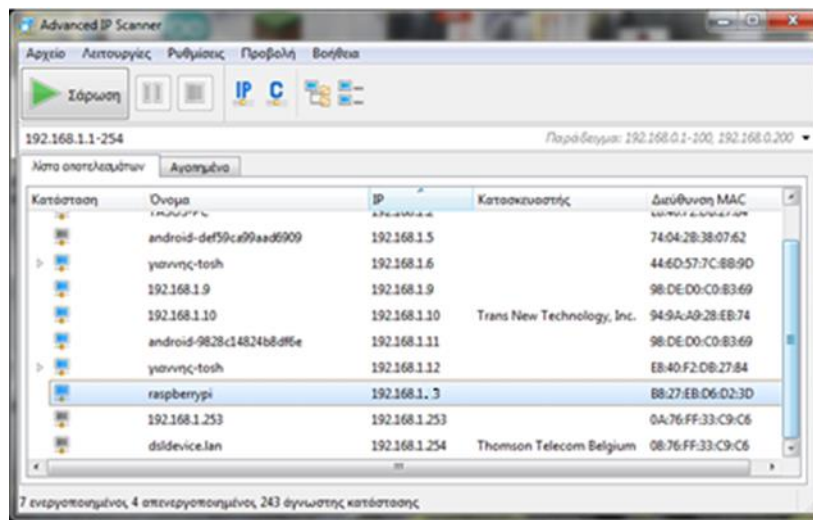 Advanced IP Scanner
Αρχείο Λειτουργίες Ρυθμίσεις Προβολή Βοήθεια
Σάρωση IP C
192.168.1.1-254 Παράδειγμα: 192.168.0.1-100, 192.168.0.200
Λίστα αποτελεσμάτων Αγαπημένα
Κατάσταση Όνομα IP Κατασκευαστής Διεύθυνση MAC
android-def59ca99aad6909 192.168.1.5 74:04:2B:38:07:62
γιαννης-tosh 192.168.1.6 44:6D:57:7C:BB:9D
192.168.1.9 192.168.1.9 98:DE:D0:C0:B3:69
192.168.1.10 192.168.1.10 Trans New Technology, Inc. 94:9A:A9:28:EB:74
android-9828c14824b8df6e 192.168.1.11 98:DE:D0:C0:B3:69
γιαννης-tosh 192.168.1.12 E8:40:F2:DB:27:84
raspberrypi 192.168.1. 3 B8:27:EB:D6:D2:3D
192.168.1.253 192.168.1.253 0A:76:FF:33:C9:C6
dsldevice.lan 192.168.1.254 Thomson Telecom Belgium 08:76:FF:33:C9:C6
7 ενεργοποιημένοι, 4 απενεργοποιημένοι, 243 άγνωστης κατάστασης